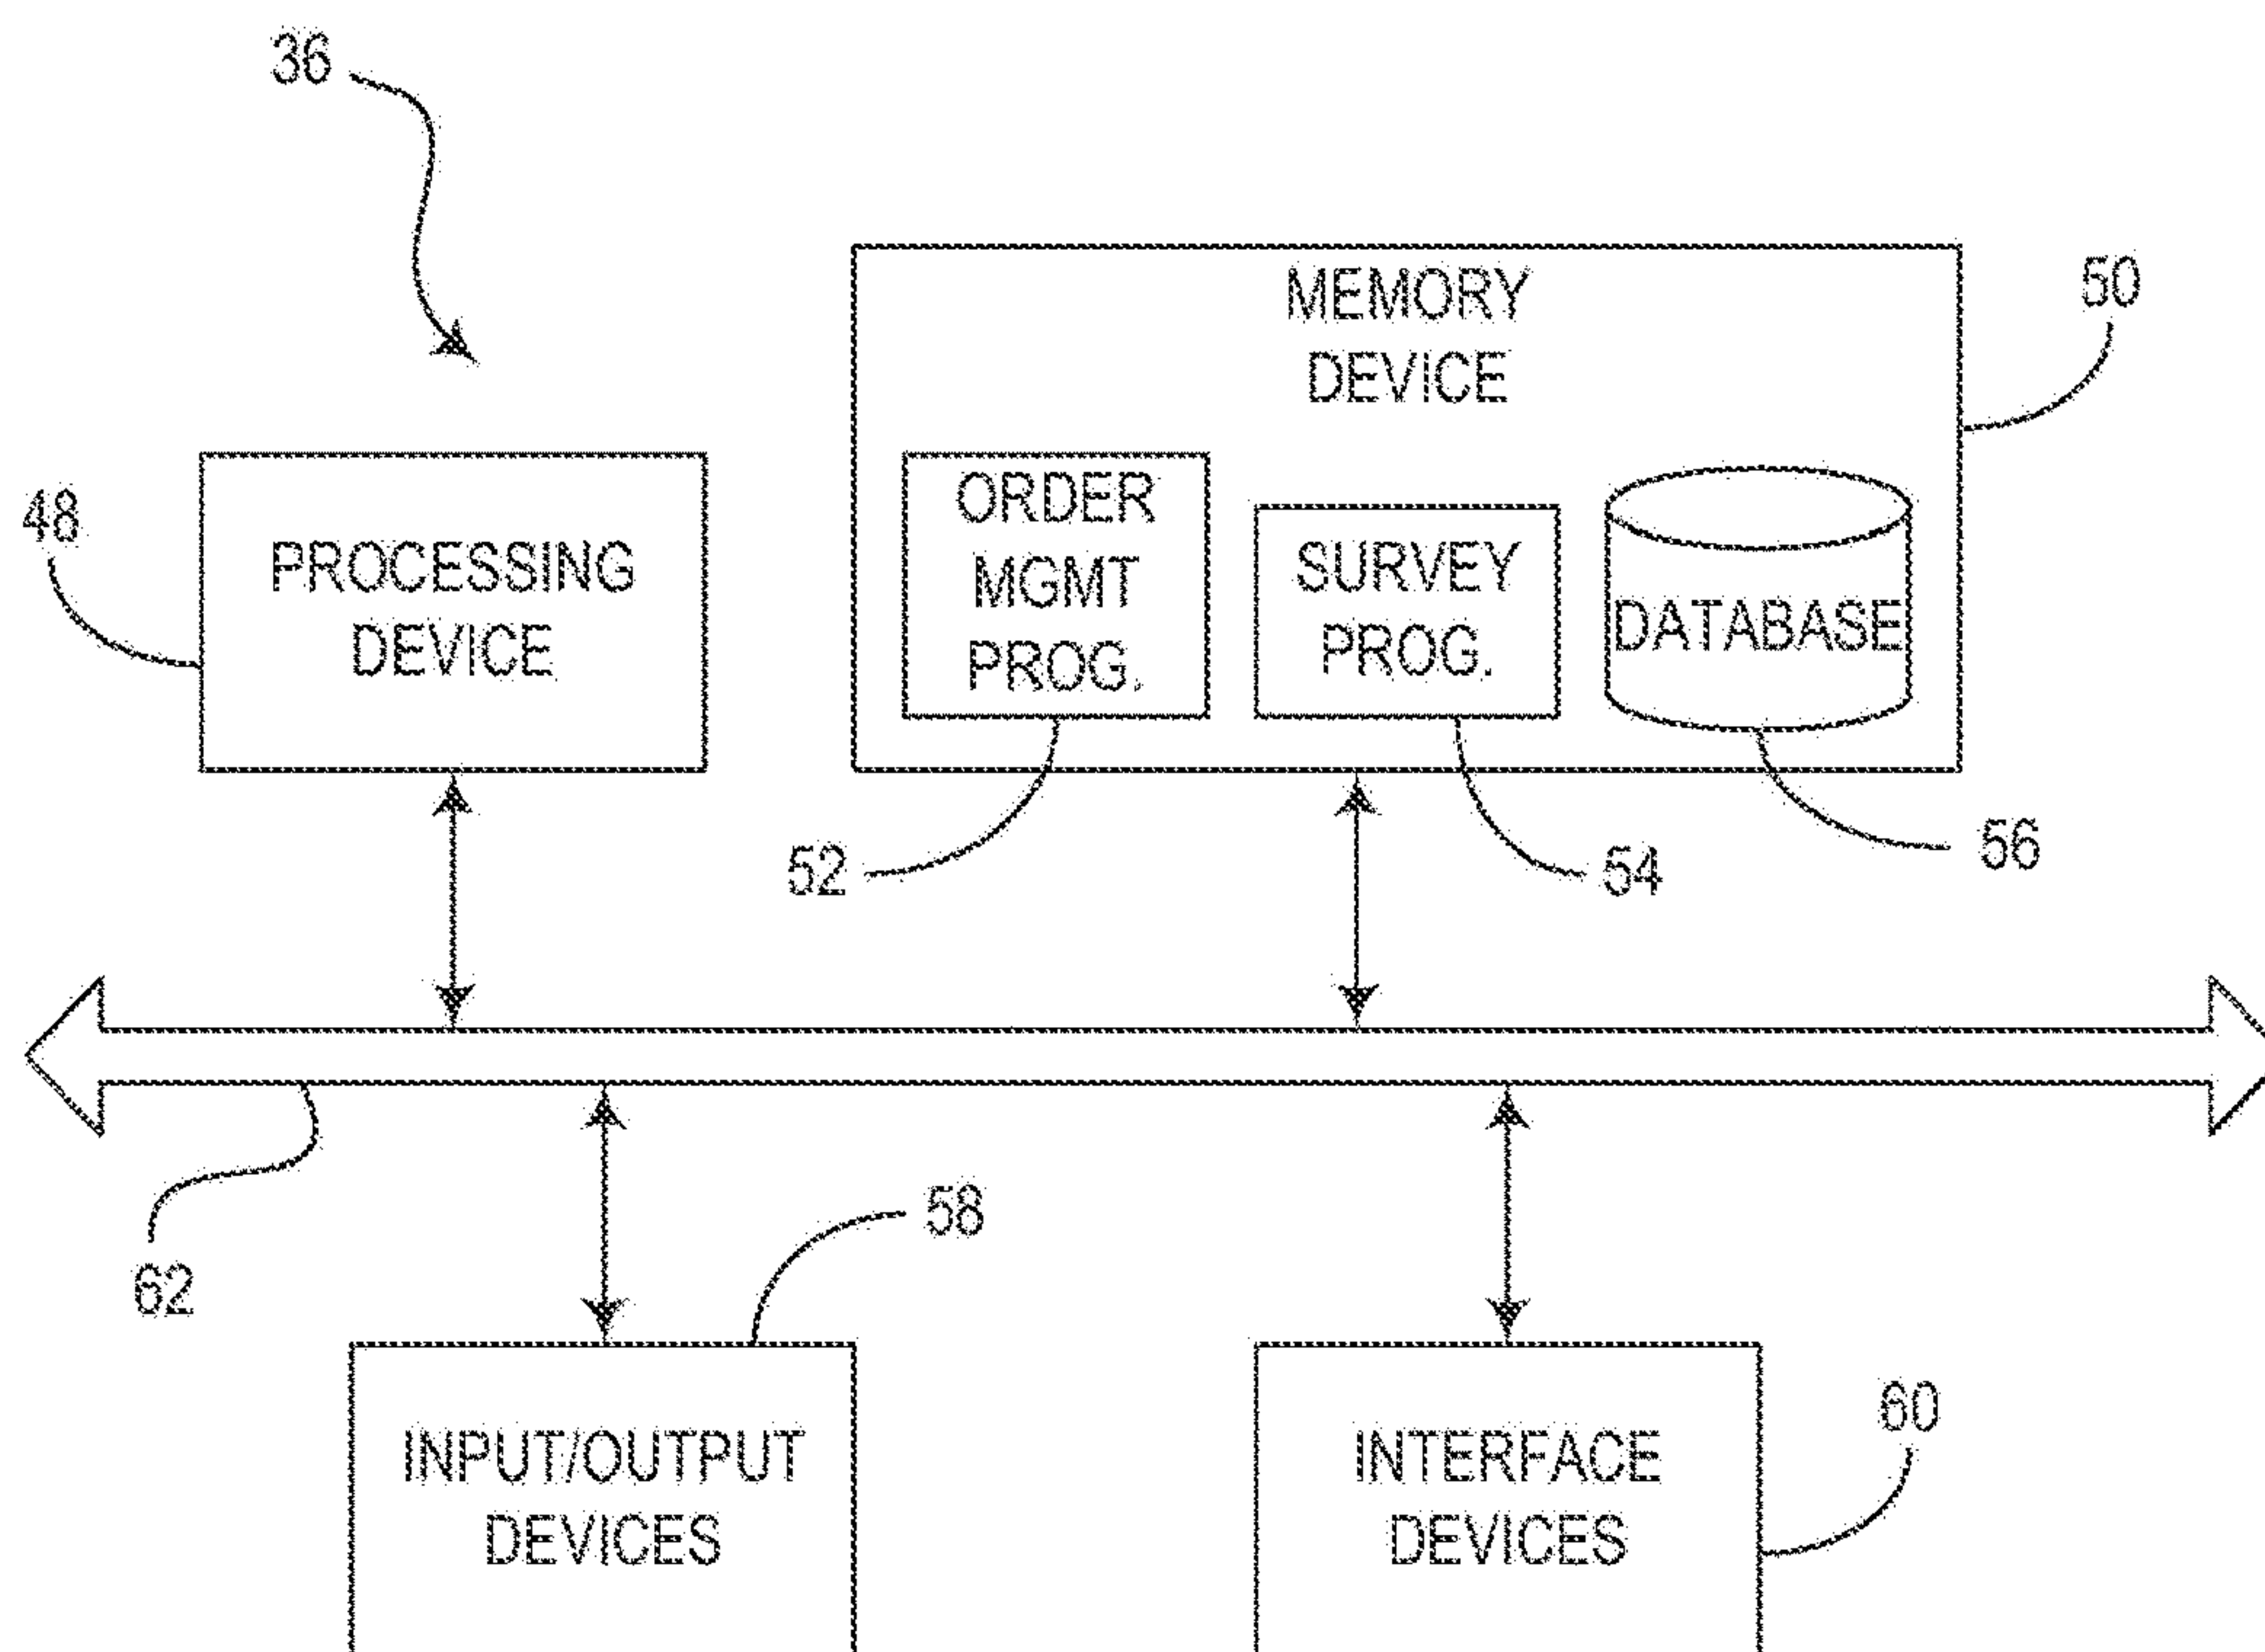 36
MEMORY
DEVICE
50
48
PROCESSING
DEVICE
ORDER
MGMT
PROG.
SURVEY
PROG.
DATABASE
52
54
56
62
58
INPUT/OUTPUT
DEVICES
INTERFACE
DEVICES
60